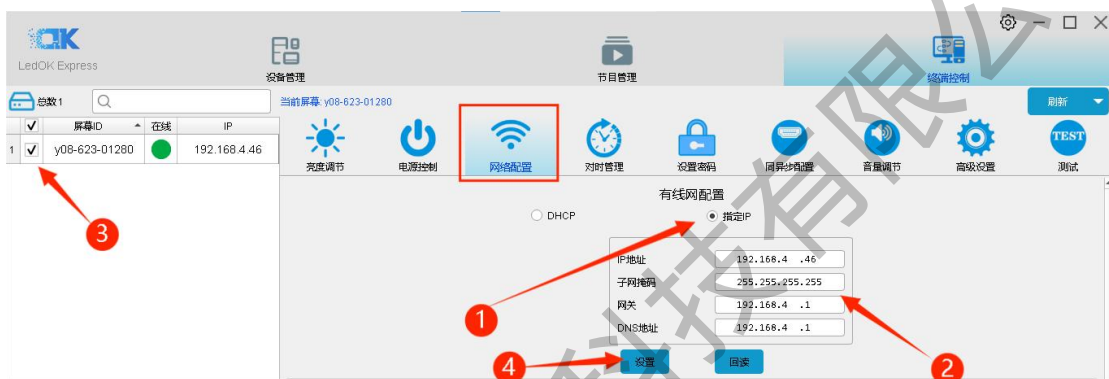 LedOK Express
设备管理
节目管理
终端控制
总数1
当前屏幕: y08-623-01280
刷新
屏幕ID 在线 IP
1 y08-623-01280 192.168.4.46
亮度调节 电源控制 网络配置 对时管理 设置密码 同异步配置 音量调节 高级设置 测试
TEST
有线网配置
DHCP 指定IP
IP地址 192.168.4 .46
子网掩码 255.255.255.255
网关 192.168.4 .1
DNS地址 192.168.4 .1
设置 回读
1
2
3
4
科技有限公